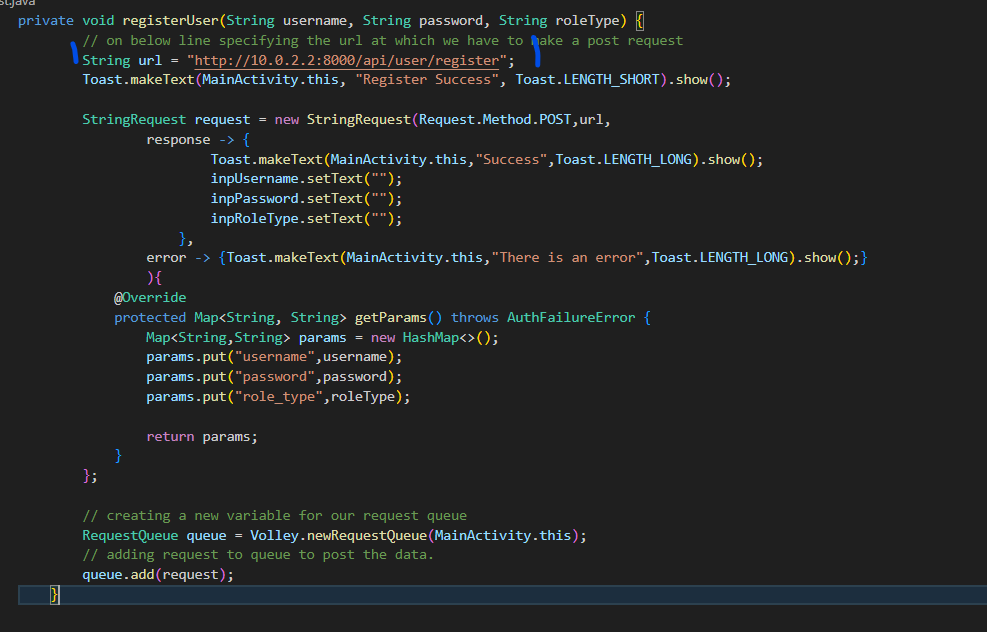 st.java
private void registerUser(String username, String password, String roleType) {
// on below line specifying the url at which we have to make a post request
String url = "http://10.0.2.2:8000/api/user/register";
Toast.makeText(MainActivity.this, "Register Success", Toast.LENGTH_SHORT).show();
StringRequest request = new StringRequest(Request.Method.POST,url,
response -> {
Toast.makeText(MainActivity.this,"Success",Toast.LENGTH_LONG).show();
inpUsername.setText("");
inpPassword.setText("");
inpRoleType.setText("");
},
error -> {Toast.makeText(MainActivity.this,"There is an error",Toast.LENGTH_LONG).show();}
){
@Override
protected Map<String, String> getParams() throws AuthFailureError {
Map<String,String> params = new HashMap<>();
params.put("username",username);
params.put("password",password);
params.put("role_type",roleType);
return params;
}
};
// creating a new variable for our request queue
RequestQueue queue = Volley.newRequestQueue(MainActivity.this);
// adding request to queue to post the data.
queue.add(request);
}